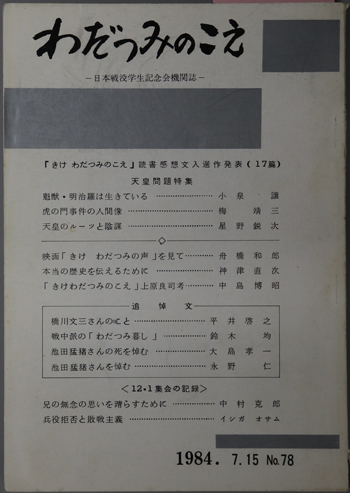 わだつみのこえ
－日本戦没学生記念会機関誌－
「きけ わだつみのこえ」読書感想文入選作発表（17篇）
天皇問題特集
魁獣・明治羅は生きている …………… 小泉 譲
虎の門事件の人間像 …………… 梅 靖三
天皇のルーツと陰謀 …………… 星野鋭次
映画「きけ わだつみの声」を見て ………… 舟橋和郎
本当の歴史を伝えるために …………… 神津直次
「きけわだつみのこえ」上原良司考 ………… 中島博昭
追悼文
橋川文三さんのこと …………… 平井啓之
戦中派の「わだつみ暮し」 …………… 鈴木 均
池田猛猪さんの死を悼む …………… 大島孝一
池田猛猪さんを悼む …………… 永野 仁
＜12・1集会の記録＞
兄の無念の思いを晴らすために …………… 中村克郎
兵役拒否と敗戦主義 …………… イシガ オサム
1984. 7.15 No.78